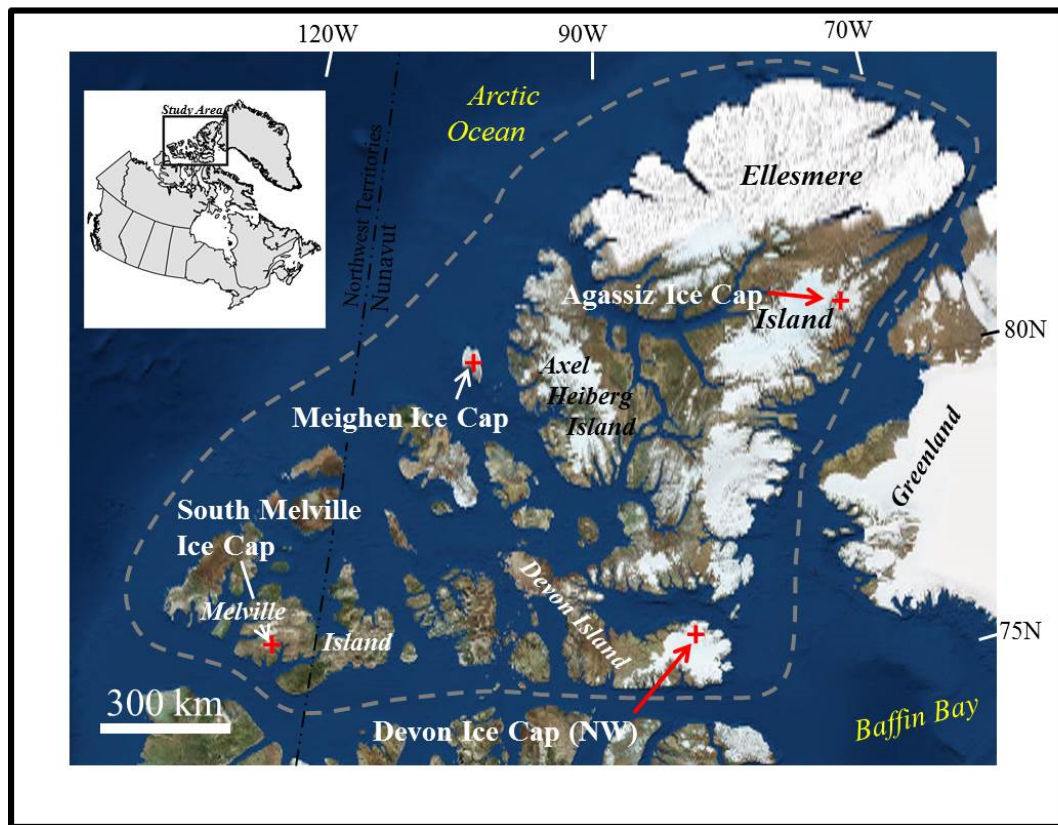 120W
90W
70W
Study Area
Arctic
Ocean
Northwest Territories
Nunavut
Ellesmere
Agassiz Ice Cap
Island
80N
Axel
Heiberg
Island
Meighen Ice Cap
Greenland
South Melville
Ice Cap
Melville
Island
Devon Island
75N
300 km
Devon Ice Cap (NW)
Baffin Bay